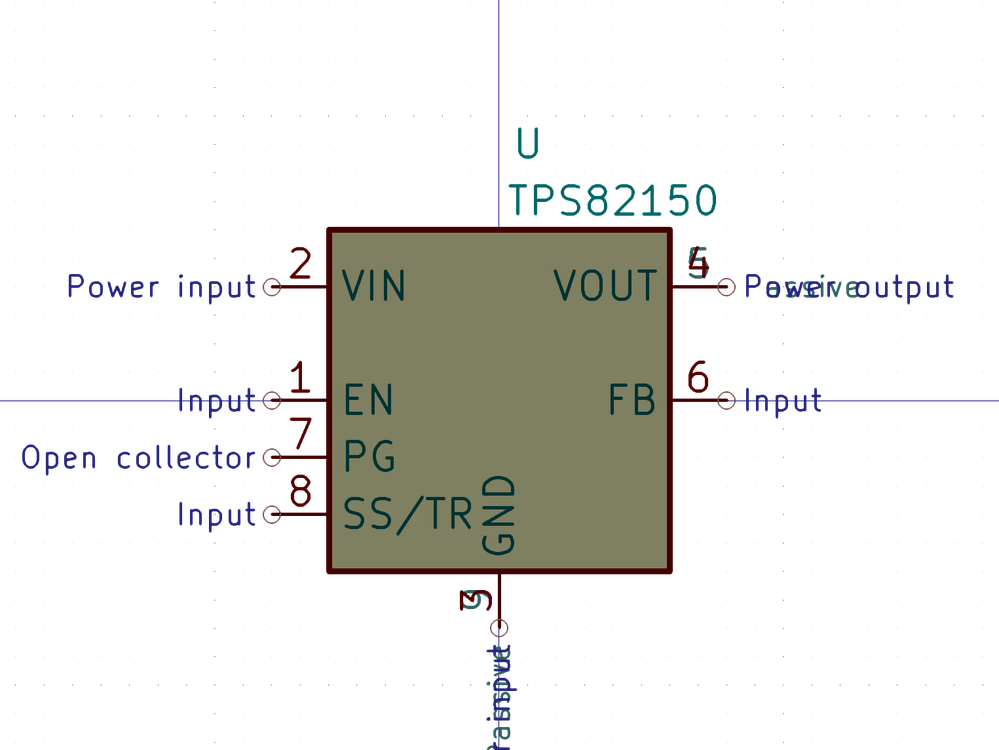 U
TPS82150
Power input 2 VIN VOUT 4 Power output
5 passive
Input 1 EN FB 6 Input
7
Open collector PG
8
Input SS/TR
GND
3
9
input